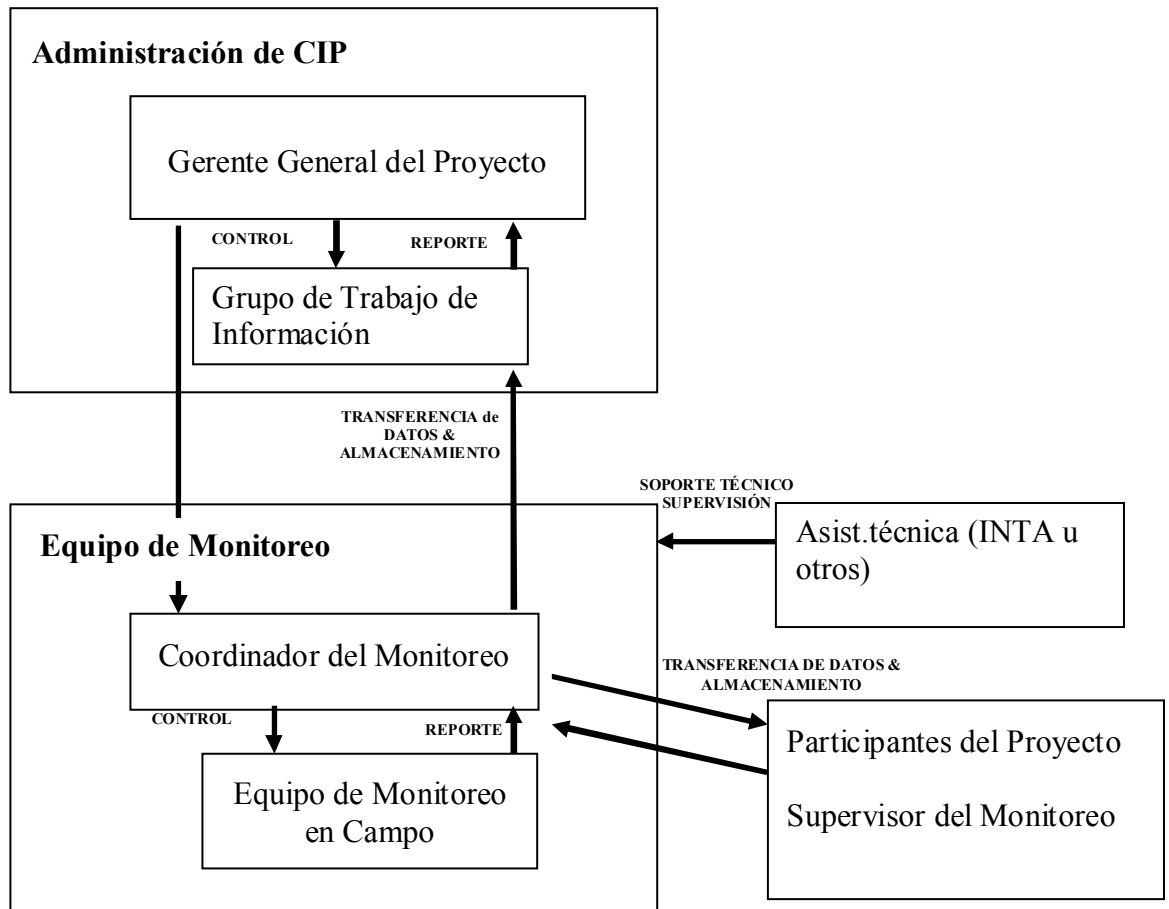 Administración de CIP
Gerente General del Proyecto
CONTROL
REPORTE
Grupo de Trabajo de
Información
TRANSFERENCIA de
DATOS &
ALMACENAMIENTO
SOPORTE TÉCNICO
SUPERVISIÓN
Equipo de Monitoreo
Asist.técnica (INTA u
otros)
Coordinador del Monitoreo
TRANSFERENCIA DE DATOS &
ALMACENAMIENTO
CONTROL
REPORTE
Participantes del Proyecto
Supervisor del Monitoreo
Equipo de Monitoreo
en Campo